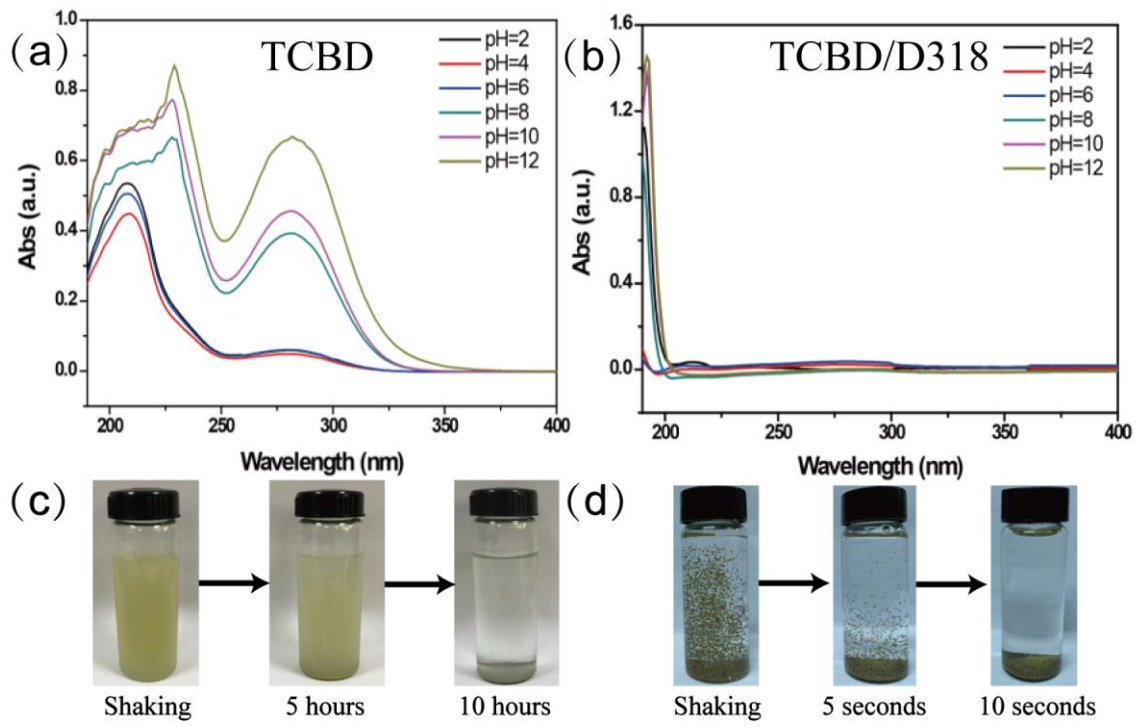 (a)
TCBD
pH=2
pH=4
pH=6
pH=8
pH=10
pH=12
1.0
0.8
0.6
0.4
0.2
0.0
Abs (a.u.)
200
250
300
350
400
Wavelength (nm)
(b)
TCBD/D318
pH=2
pH=4
pH=6
pH=8
pH=10
pH=12
1.6
1.2
0.8
0.4
0.0
Abs (a.u.)
200
250
300
350
400
Wavelength (nm)
(c)
Shaking
5 hours
10 hours
(d)
Shaking
5 seconds
10 seconds